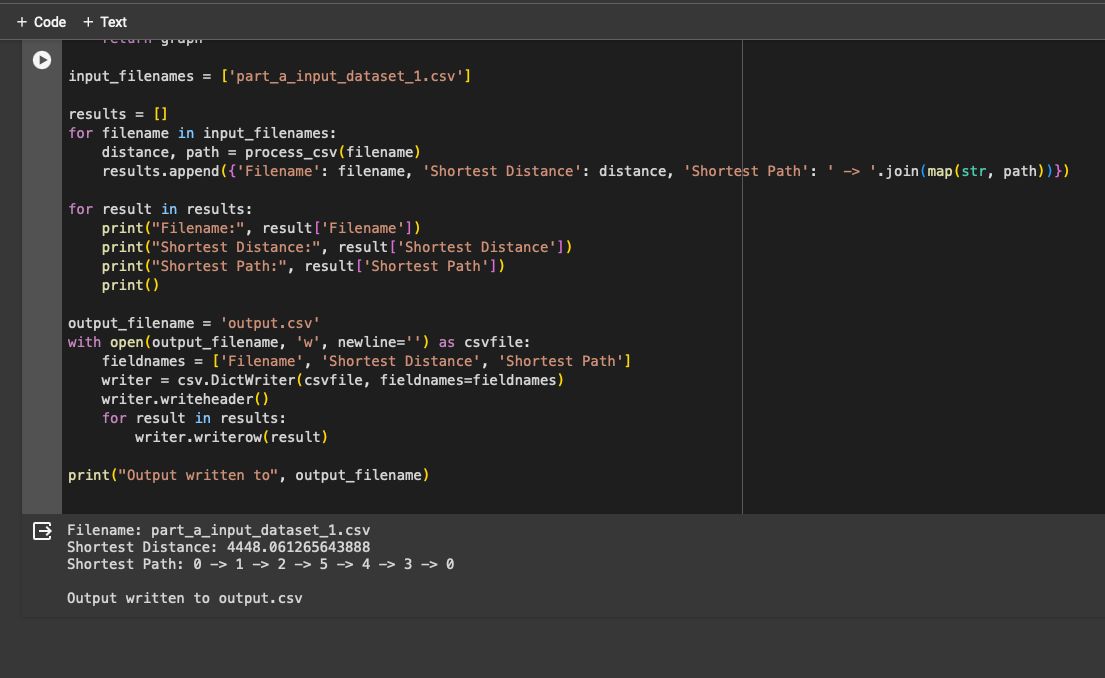 + Code + Text
return graph
input_filenames = ['part_a_input_dataset_1.csv']
results = []
for filename in input_filenames:
    distance, path = process_csv(filename)
    results.append({'Filename': filename, 'Shortest Distance': distance, 'Shortest Path': ' -> '.join(map(str, path))})
for result in results:
    print("Filename:", result['Filename'])
    print("Shortest Distance:", result['Shortest Distance'])
    print("Shortest Path:", result['Shortest Path'])
    print()
output_filename = 'output.csv'
with open(output_filename, 'w', newline='') as csvfile:
    fieldnames = ['Filename', 'Shortest Distance', 'Shortest Path']
    writer = csv.DictWriter(csvfile, fieldnames=fieldnames)
    writer.writeheader()
    for result in results:
        writer.writerow(result)
print("Output written to", output_filename)
Filename: part_a_input_dataset_1.csv
Shortest Distance: 4448.061265643888
Shortest Path: 0 -> 1 -> 2 -> 5 -> 4 -> 3 -> 0
Output written to output.csv